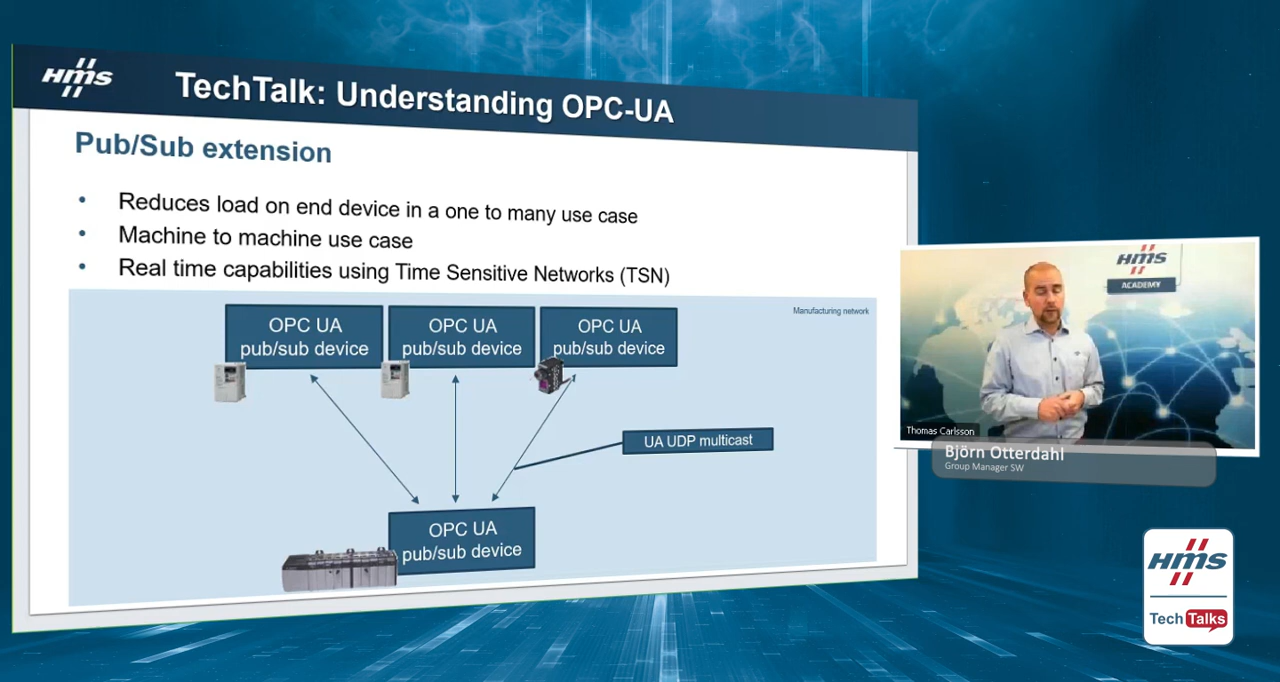 HMS
TechTalk: Understanding OPC-UA
Pub/Sub extension
• Reduces load on end device in a one to many use case
• Machine to machine use case
• Real time capabilities using Time Sensitive Networks (TSN)
Manufacturing network
OPC UA
pub/sub device
OPC UA
pub/sub device
OPC UA
pub/sub device
UA UDP multicast
OPC UA
pub/sub device
HMS
ACADEMY
Thomas Carlsson
Björn Otterdahl
Group Manager SW
HMS
Tech Talks